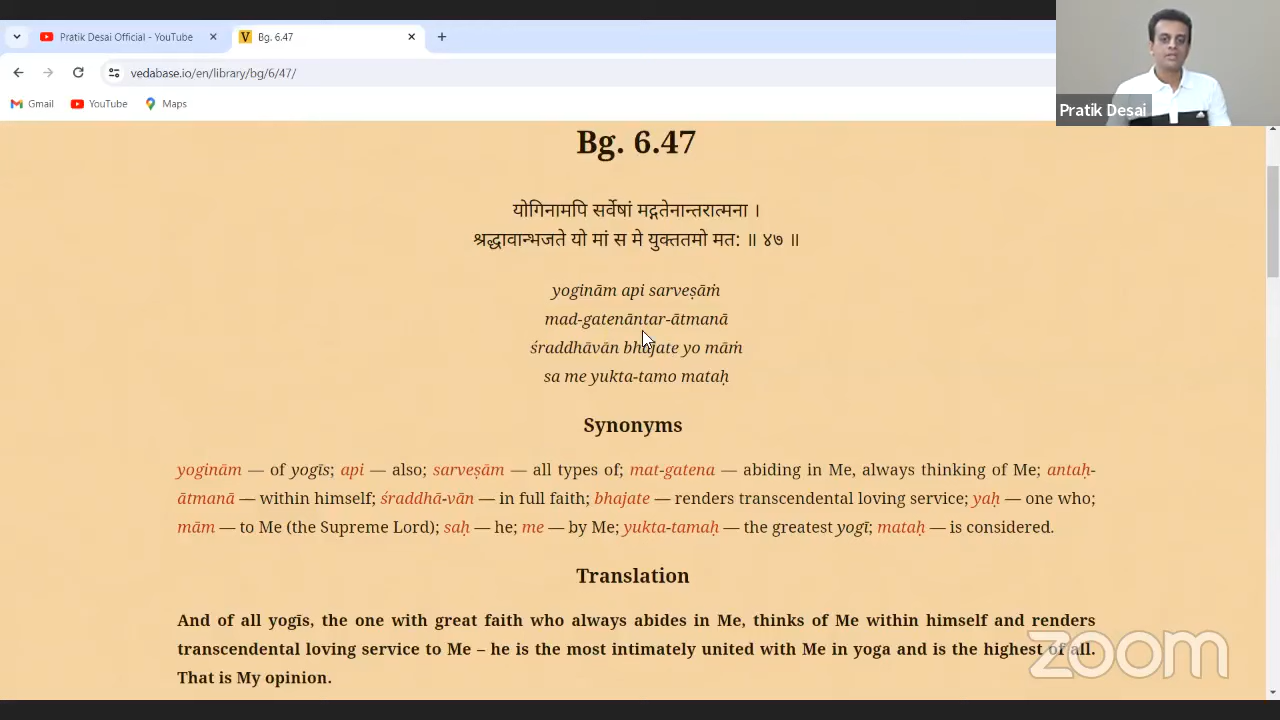 Pratik Desai Official - YouTube
Bg. 6.47
vedabase.io/en/library/bg/6/47/
Gmail YouTube Maps
Pratik Desai
Bg. 6.47
योगिनामपि सर्वेषां मद्ग‍तेनान्तरात्मना ।
श्रद्धावान्भजते यो मां स मे युक्ततमो मत: ॥ ४७ ॥
yoginām api sarveṣāṁ
mad-gatenāntar-ātmanā
śraddhāvān bhajate yo māṁ
sa me yukta-tamo mataḥ
Synonyms
yoginām — of yogīs; api — also; sarveṣām — all types of; mat-gatena — abiding in Me, always thinking of Me; antaḥ-
ātmanā — within himself; śraddhā-vān — in full faith; bhajate — renders transcendental loving service; yaḥ — one who;
mām — to Me (the Supreme Lord); saḥ — he; me — by Me; yukta-tamaḥ — the greatest yogī; mataḥ — is considered.
Translation
And of all yogīs, the one with great faith who always abides in Me, thinks of Me within himself and renders
transcendental loving service to Me – he is the most intimately united with Me in yoga and is the highest of all.
That is My opinion.
zoom